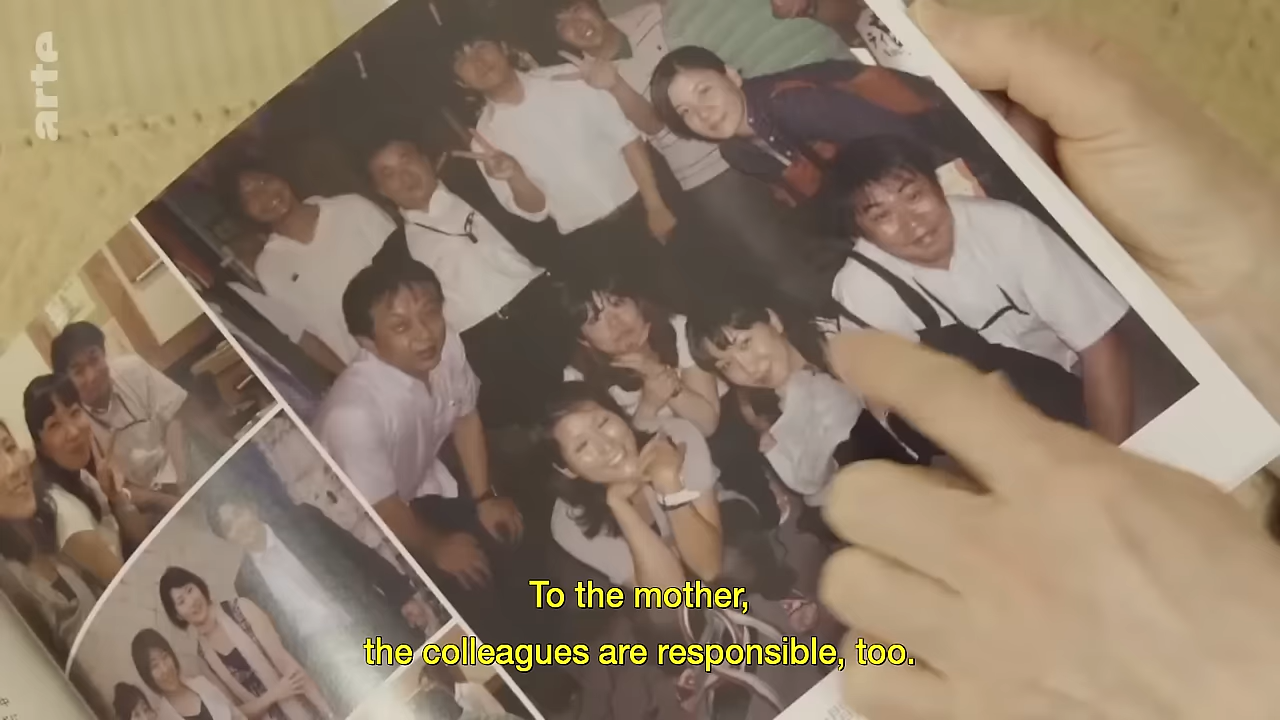 arte
To the mother,
the colleagues are responsible, too.